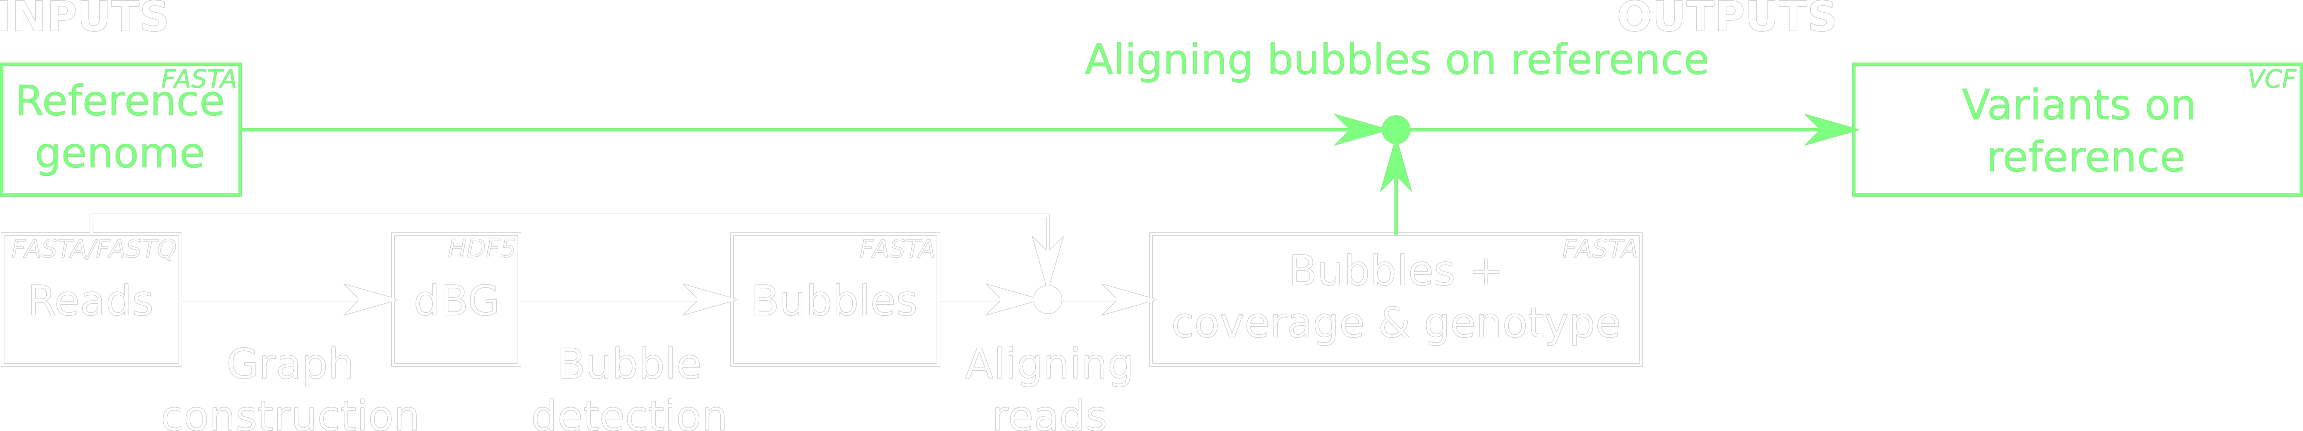 INPUTS
OUTPUTS
Aligning bubbles on reference
FASTA
Reference
genome
VCF
Variants on
reference
FASTA/FASTQ
Reads
HDF5
dBG
FASTA
Bubbles
FASTA
Bubbles +
coverage & genotype
Graph
construction
Bubble
detection
Aligning
reads